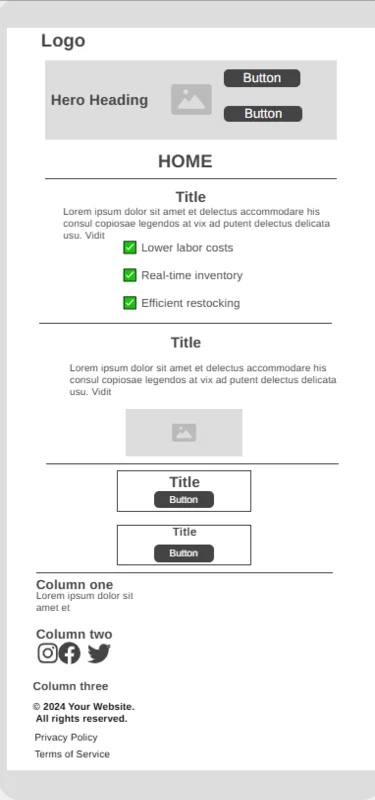 Logo
Hero Heading
Button
Button
HOME
Title
Lorem ipsum dolor sit amet et delectus accommodare his
consul copiosae legendos at vix ad putent delectus delicata
usu. Vidit
Lower labor costs
Real-time inventory
Efficient restocking
Title
Lorem ipsum dolor sit amet et delectus accommodare his
consul copiosae legendos at vix ad putent delectus delicata
usu. Vidit
Title
Button
Title
Button
Column one
Lorem ipsum dolor sit
amet et
Column two
Column three
© 2024 Your Website.
All rights reserved.
Privacy Policy
Terms of Service